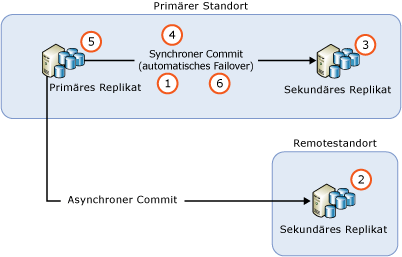 Primärer Standort
5
4
3
Synchroner Commit
(automatisches Failover)
Primäres Replikat
1
6
Sekundäres Replikat
Remotestandort
2
Asynchroner Commit
Sekundäres Replikat